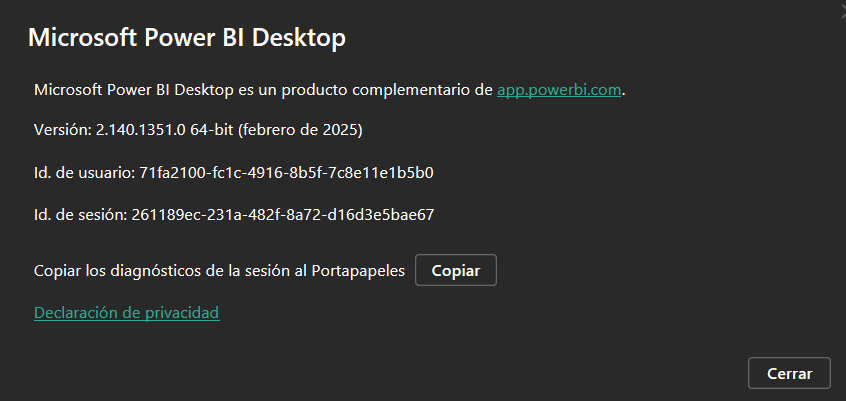 Microsoft Power BI Desktop
Microsoft Power BI Desktop es un producto complementario de app.powerbi.com.
Versión: 2.140.1351.0 64-bit (febrero de 2025)
Id. de usuario: 71fa2100-fc1c-4916-8b5f-7c8e11e1b5b0
Id. de sesión: 261189ec-231a-482f-8a72-d16d3e5bae67
Copiar los diagnósticos de la sesión al Portapapeles Copiar
Declaración de privacidad
Cerrar